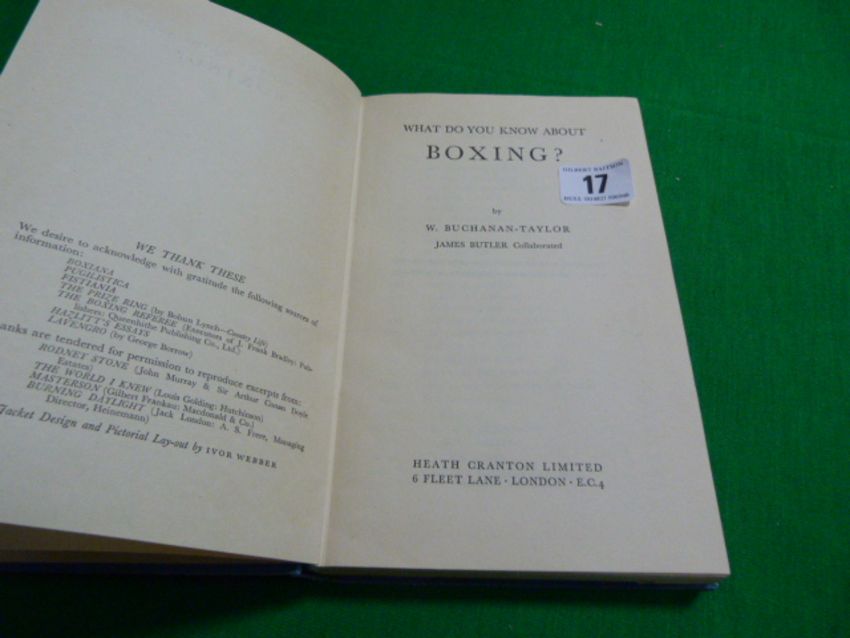 WE THANK THESE
We desire to acknowledge with gratitude the following sources of
information:
BOXIANA
PUGILISTICA
FISTIANA
THE PRIZE RING (by Bohun Lynch—Country Life)
THE BOXING REFEREE (Executors of J. Frank Bradley: Pub-
lishers: Queenhithe Publishing Co., Ltd.)
HAZLITT'S ESSAYS
LAVENGRO (by George Borrow)
anks are tendered for permission to reproduce excerpts from:
RODNEY STONE (John Murray & Sir Arthur Conan Doyle
Estates)
THE WORLD I KNEW (Louis Golding: Hutchinson)
MASTERSON (Gilbert Frankau: Macdonald & Co.)
BURNING DAYLIGHT (Jack London: A. S. Frere, Managing
Director, Heinemann)
Jacket Design and Pictorial Lay-out by IVOR WEBBER
WHAT DO YOU KNOW ABOUT
BOXING?
GILBERT BAITSON
17
by
W. BUCHANAN-TAYLOR
JAMES BUTLER Collaborated
HEATH CRANTON LIMITED
6 FLEET LANE · LONDON · E.C.4